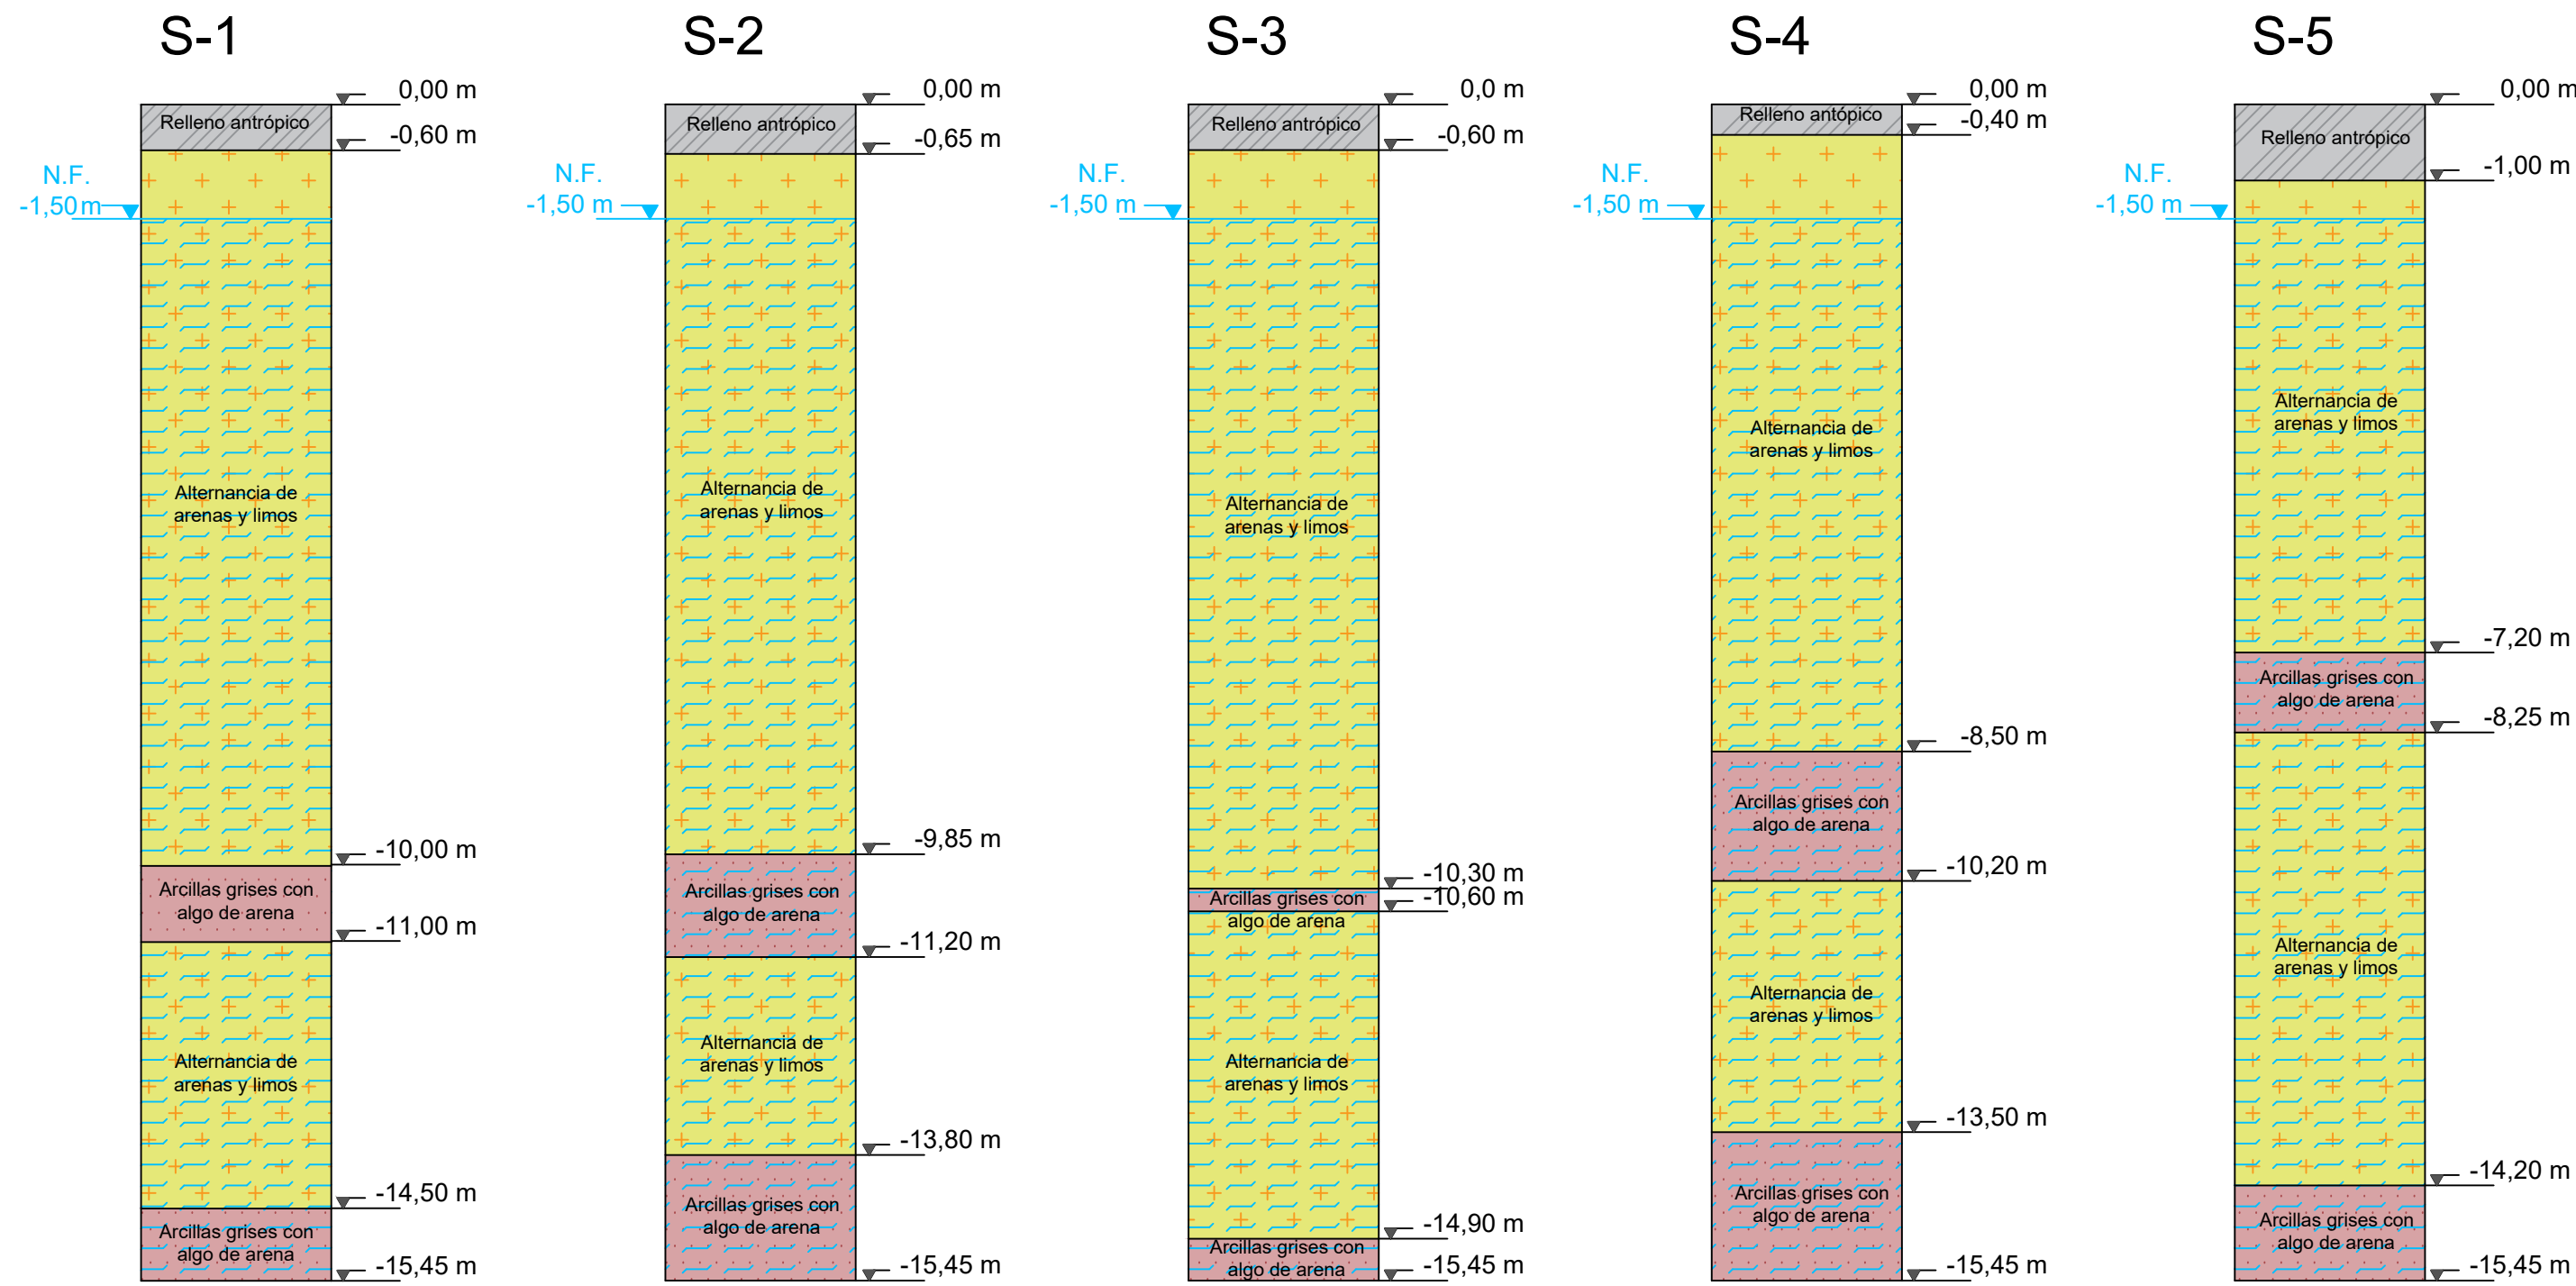 S-1
0,00 m
Relleno antrópico
-0,60 m
N.F.
-1,50 m
Alternancia de
arenas y limos
-10,00 m
Arcillas grises con
algo de arena
-11,00 m
Alternancia de
arenas y limos
-14,50 m
Arcillas grises con
algo de arena
-15,45 m
S-2
0,00 m
Relleno antrópico
-0,65 m
N.F.
-1,50 m
Alternancia de
arenas y limos
-9,85 m
Arcillas grises con
algo de arena
-11,20 m
Alternancia de
arenas y limos
-13,80 m
Arcillas grises con
algo de arena
-15,45 m
S-3
0,0 m
Relleno antrópico
-0,60 m
N.F.
-1,50 m
Alternancia de
arenas y limos
-10,30 m
Arcillas grises con
-10,60 m
algo de arena
Alternancia de
arenas y limos
-14,90 m
Arcillas grises con
algo de arena
-15,45 m
S-4
0,00 m
Relleno antópico
-0,40 m
N.F.
-1,50 m
Alternancia de
arenas y limos
-8,50 m
Arcillas grises con
algo de arena
-10,20 m
Alternancia de
arenas y limos
-13,50 m
Arcillas grises con
algo de arena
-15,45 m
S-5
0,00 m
Relleno antrópico
-1,00 m
N.F.
-1,50 m
Alternancia de
arenas y limos
-7,20 m
Arcillas grises con
algo de arena
-8,25 m
Alternancia de
arenas y limos
-14,20 m
Arcillas grises con
algo de arena
-15,45 m